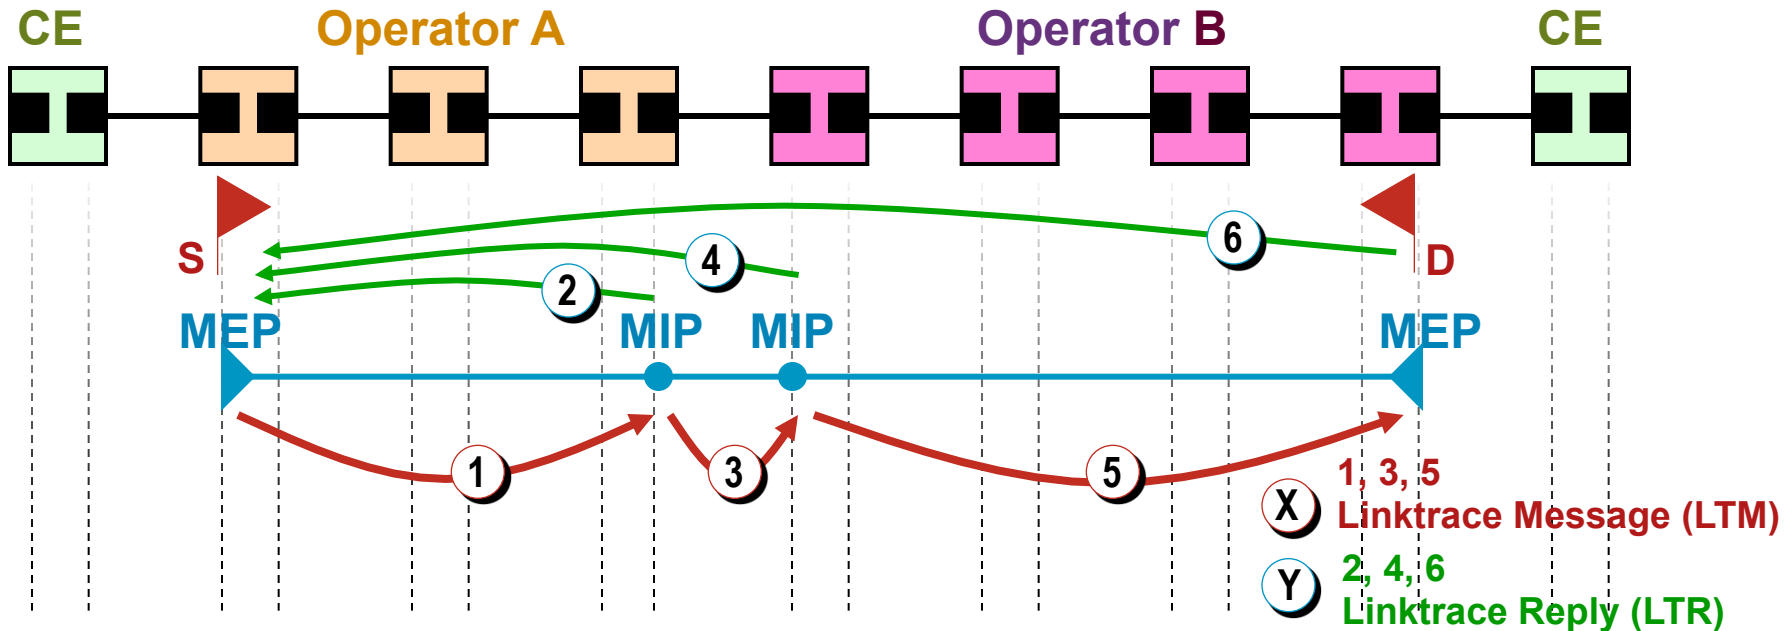 CE
Operator A
Operator B
CE
6
4
2
S
D
MEP
MIP
MIP
MEP
1
3
5
X
1, 3, 5
Linktrace Message (LTM)
Y
2, 4, 6
Linktrace Reply (LTR)